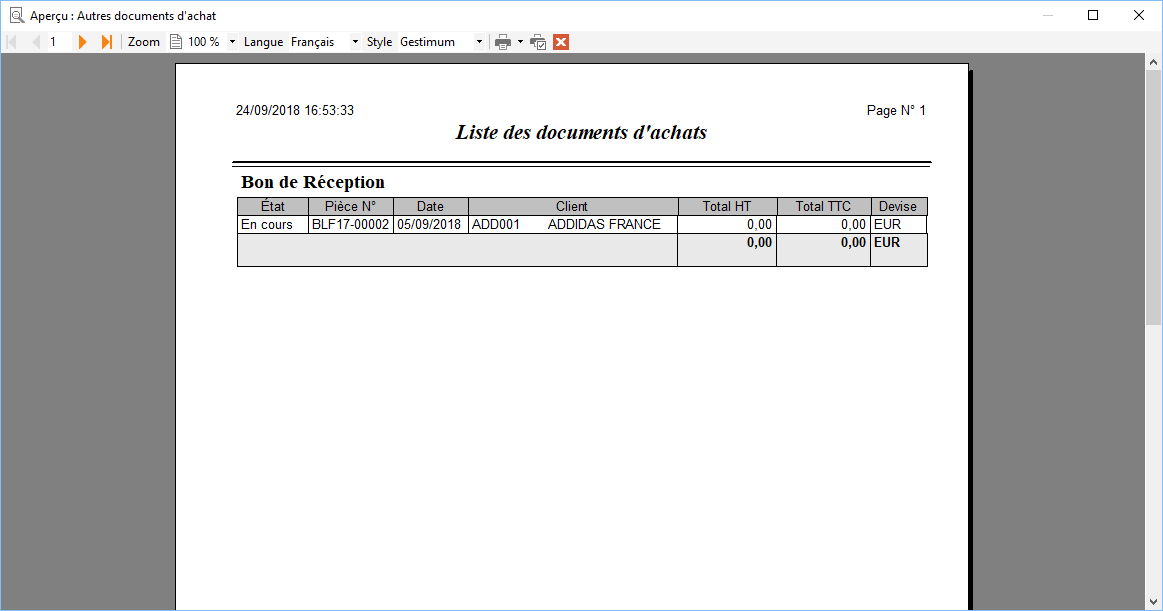 Aperçu : Autres documents d'achat
1 Zoom 100 % Langue Français Style Gestimum
24/09/2018 16:53:33 Page N° 1
Liste des documents d'achats
Bon de Réception
État Pièce N° Date Client Total HT Total TTC Devise
En cours BLF17-00002 05/09/2018 ADD001 ADDIDAS FRANCE 0,00 0,00 EUR
0,00 0,00 EUR